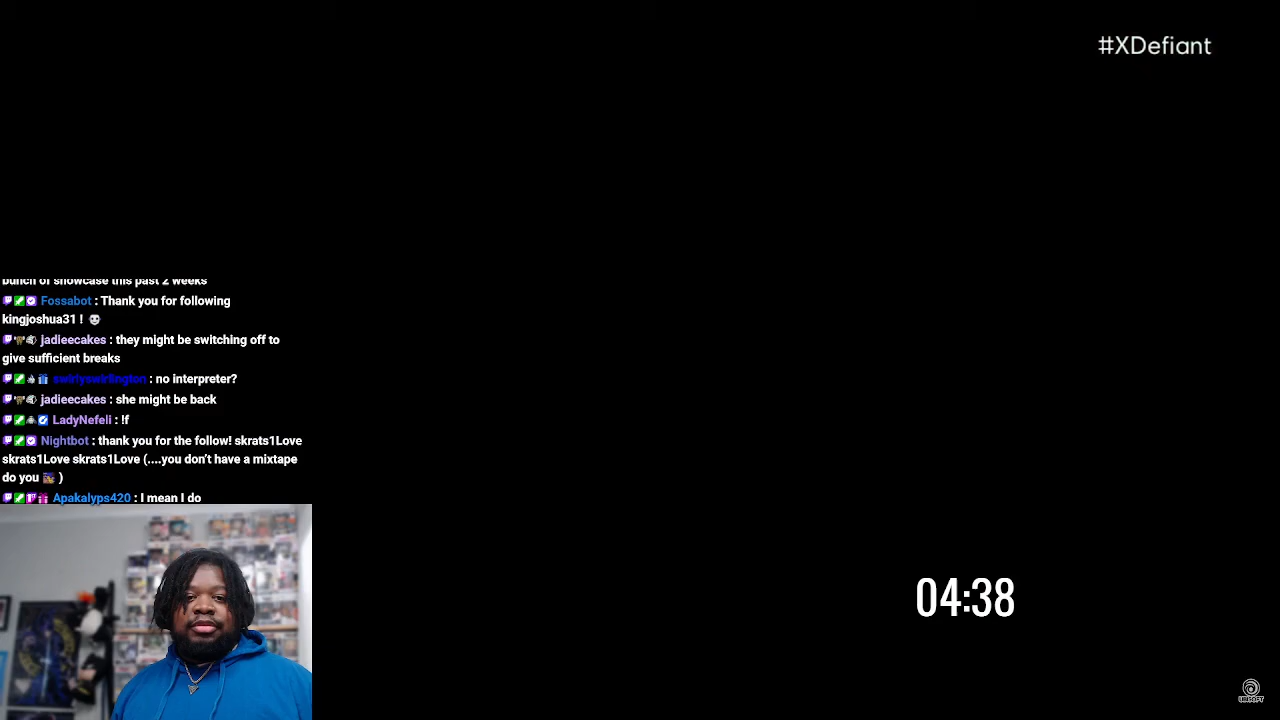 #XDefiant
bunch of showcase this past 2 weeks
Fossabot : Thank you for following
kingjoshua31 !
jadieecakes : they might be switching off to
give sufficient breaks
swirlyswirlington : no interpreter?
jadieecakes : she might be back
LadyNefeli : !f
Nightbot : thank you for the follow! skrats1Love
skrats1Love skrats1Love (....you don't have a mixtape
do you )
Apakalyps420 : I mean I do
04:38
UBISOFT